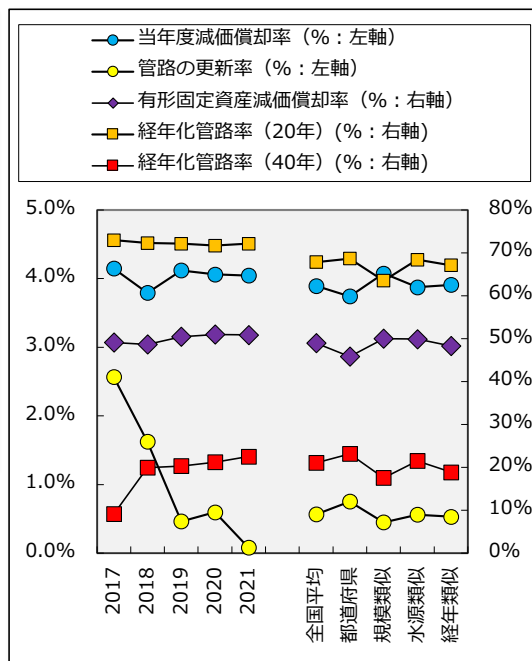 当年度減価償却率（%：左軸）
管路の更新率（%：左軸）
有形固定資産減価償却率（%：右軸）
経年化管路率（20年）(%：右軸)
経年化管路率（40年）(%：右軸)
5.0%
4.0%
3.0%
2.0%
1.0%
0.0%
80%
70%
60%
50%
40%
30%
20%
10%
0%
2017
2018
2019
2020
2021
全国平均
都道府県
規模類似
水源類似
経年類似